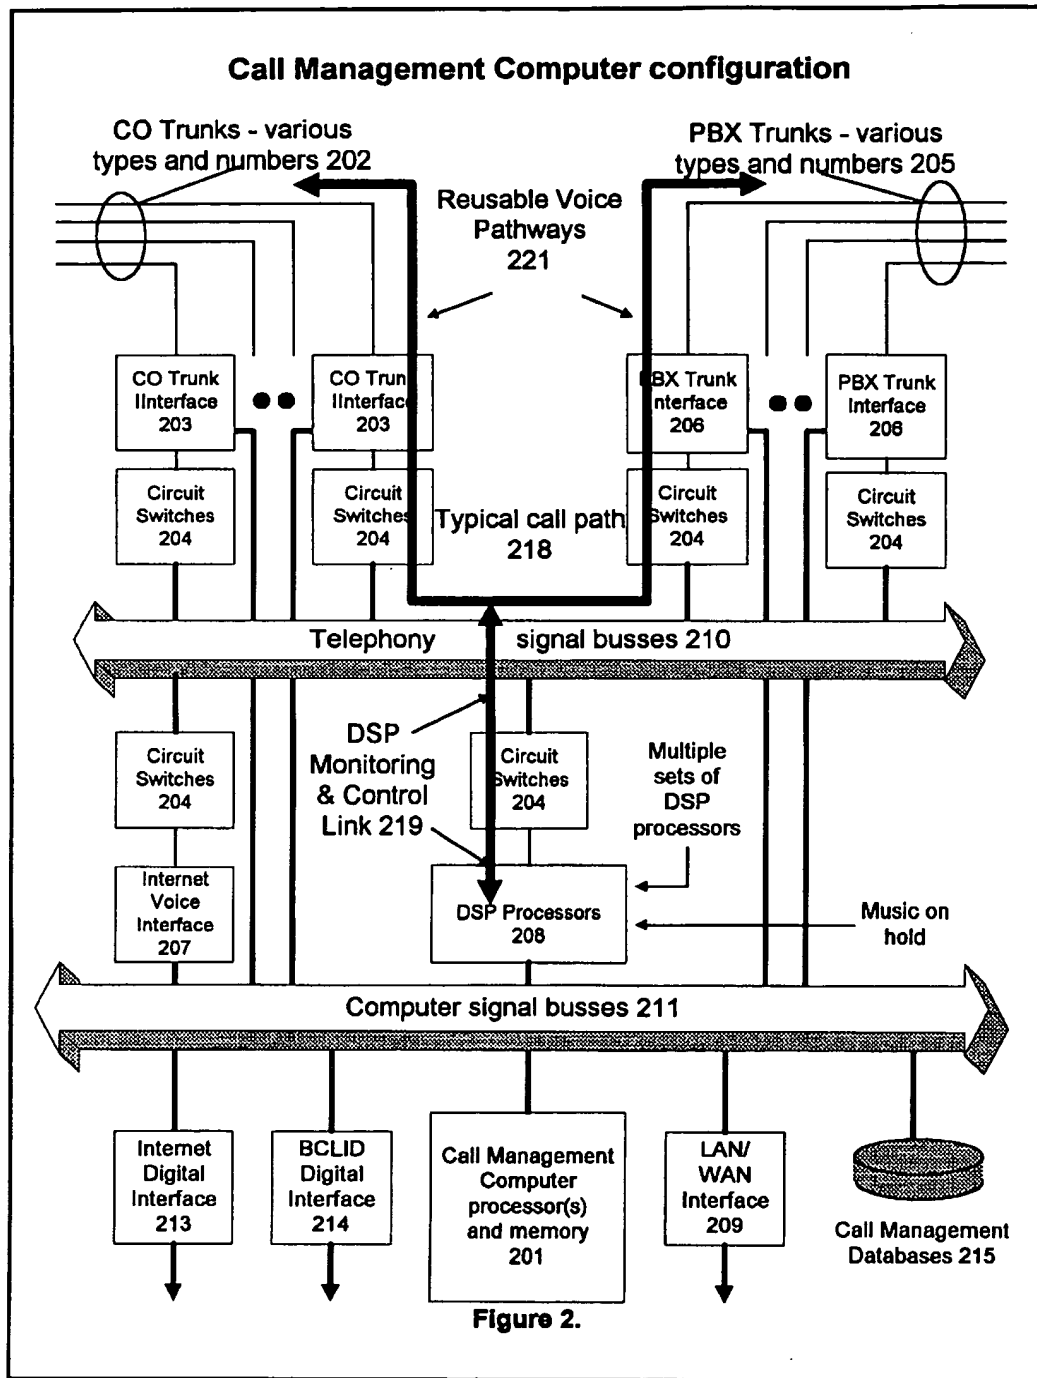 Call Management Computer configuration
CO Trunks - various
types and numbers 202
PBX Trunks - various
types and numbers 205
Reusable Voice
Pathways
221
CO Trunk
IInterface
203
CO Trun
IInterfac
203
BX Trunk
nterface
206
PBX Trunk
Interface
206
Circuit
Switches
204
Circuit
Switches
204
Typical call path
218
Circuit
Switches
204
Circuit
Switches
204
Telephony signal busses 210
Circuit
Switches
204
DSP
Monitoring
& Control
Link 219
Circuit
Switches
204
Multiple
sets of
DSP
processors
Internet
Voice
Interface
207
DSP Processors
208
Music on
hold
Computer signal busses 211
Internet
Digital
Interface
213
BCLID
Digital
Interface
214
Call Management
Computer
processor(s)
and memory
201
LAN/
WAN
Interface
209
Call Management
Databases 215
Figure 2.